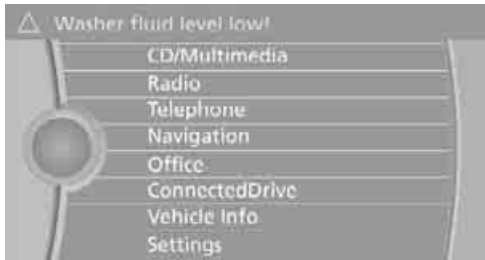 Washer fluid level low!
CD/Multimedia
Radio
Telephone
Navigation
Office
ConnectedDrive
Vehicle Info
Settings